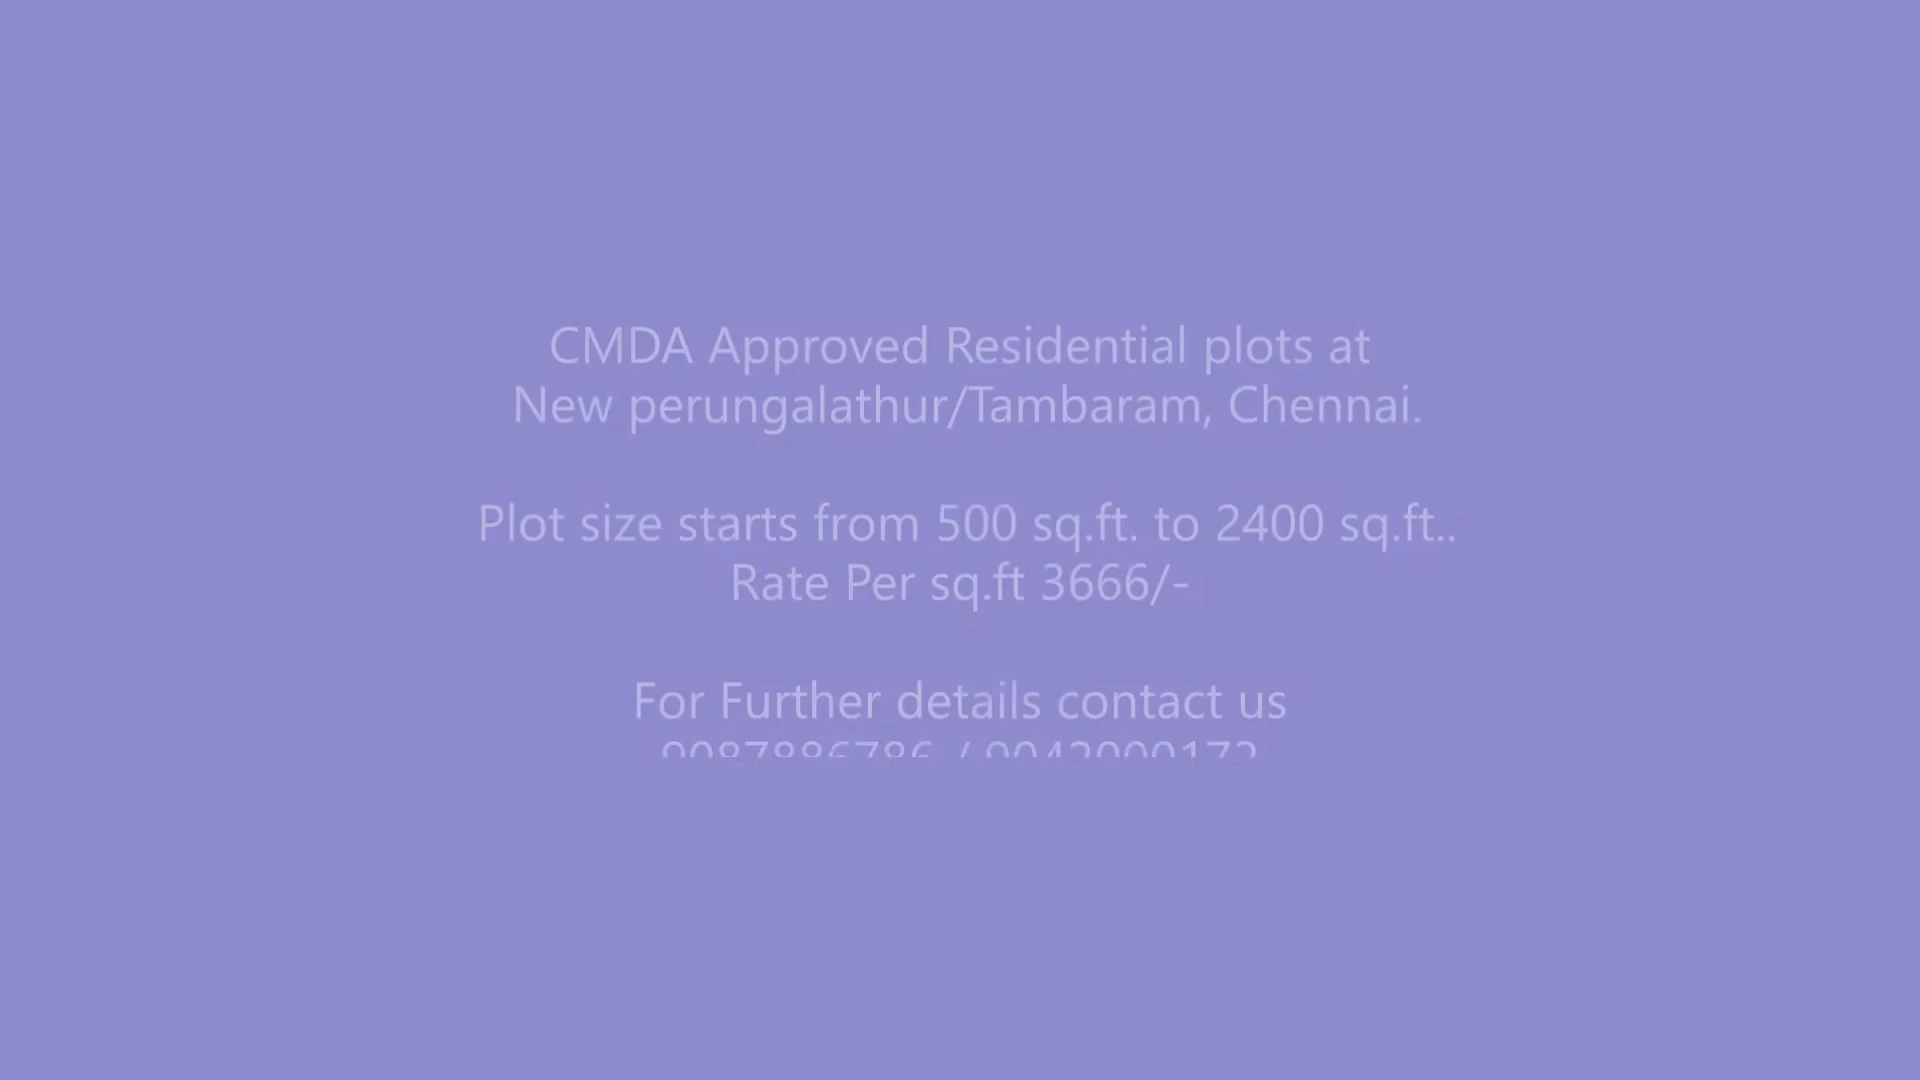 CMDA Approved Residential plots at
New perungalathur/Tambaram, Chennai.
Plot size starts from 500 sq.ft. to 2400 sq.ft..
Rate Per sq.ft 3666/-
For Further details contact us